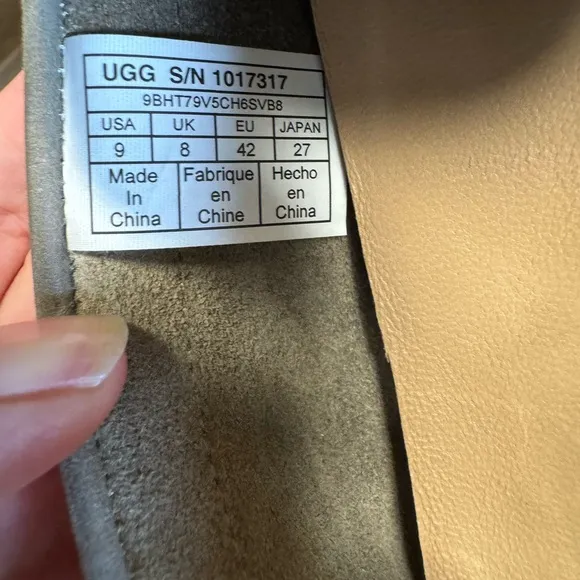 UGG S/N 1017317
9BHT79V5CH6SVB8
USA UK EU JAPAN
9 8 42 27
Made Fabrique Hecho
In en en
China Chine China